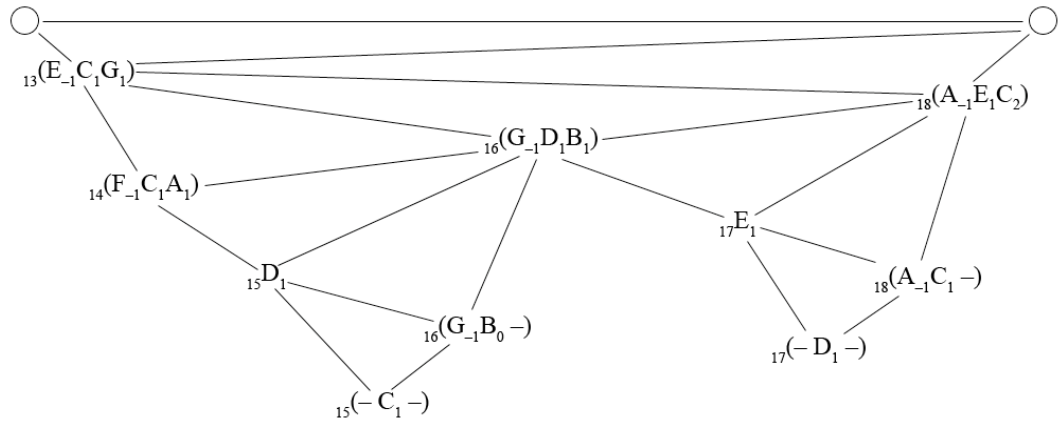 ₁₃(E₋₁C₁G₁)
₁₈(A₋₁E₁C₂)
₁₆(G₋₁D₁B₁)
₁₄(F₋₁C₁A₁)
₁₇E₁
₁₅D₁
₁₈(A₋₁C₁ –)
₁₆(G₋₁B₀ –)
₁₇(– D₁ –)
₁₅(– C₁ –)